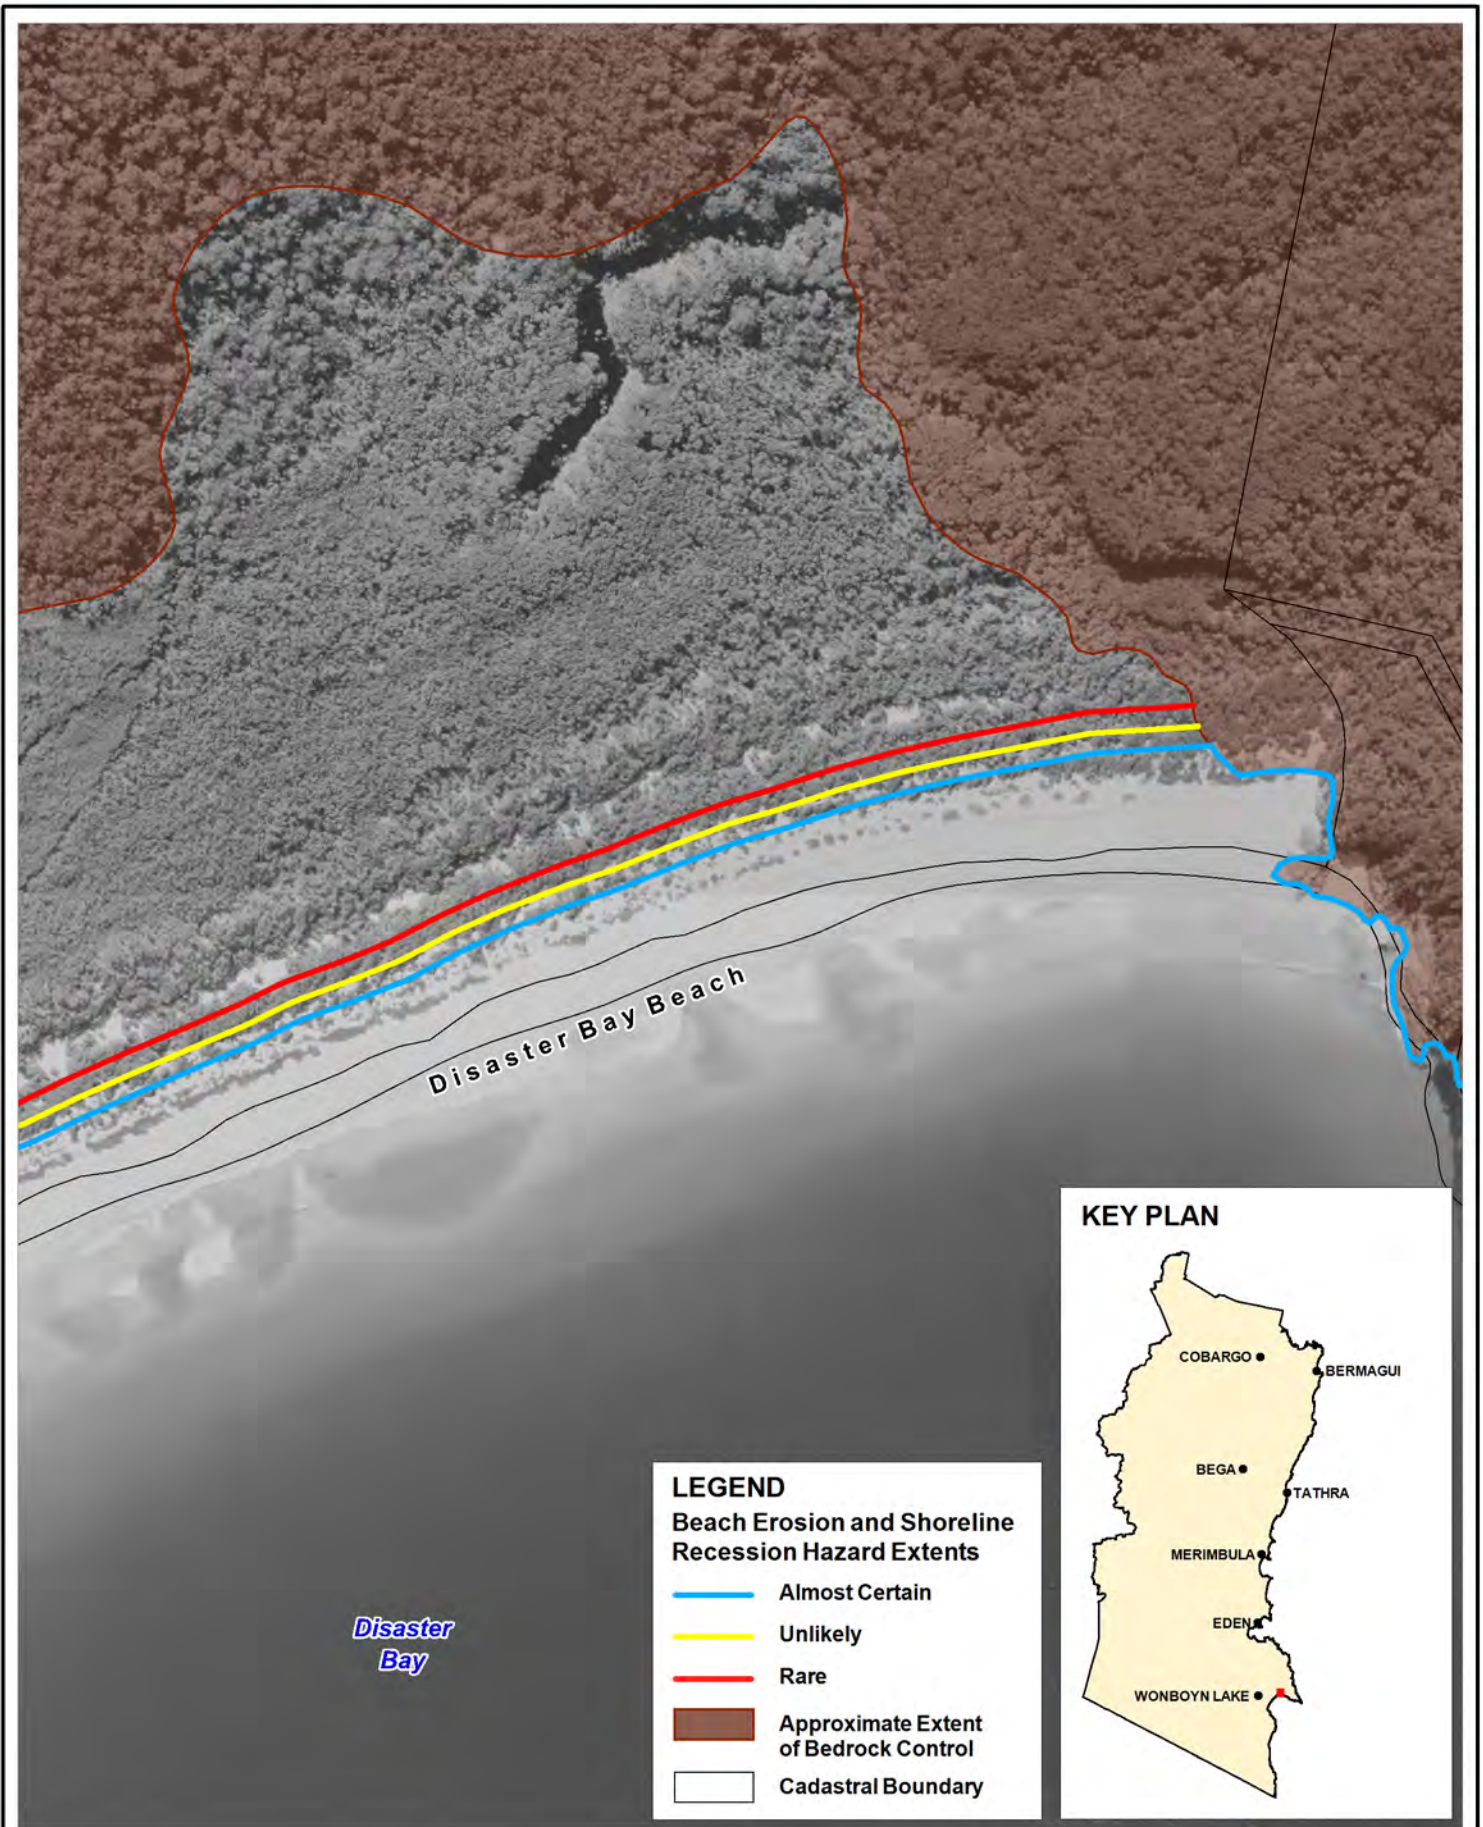 Disaster Bay Beach
Disaster
Bay
LEGEND
Beach Erosion and Shoreline
Recession Hazard Extents
Almost Certain
Unlikely
Rare
Approximate Extent
of Bedrock Control
Cadastral Boundary
KEY PLAN
COBARGO
BERMAGUI
BEGA
TATHRA
MERIMBULA
EDEN
WONBOYN LAKE